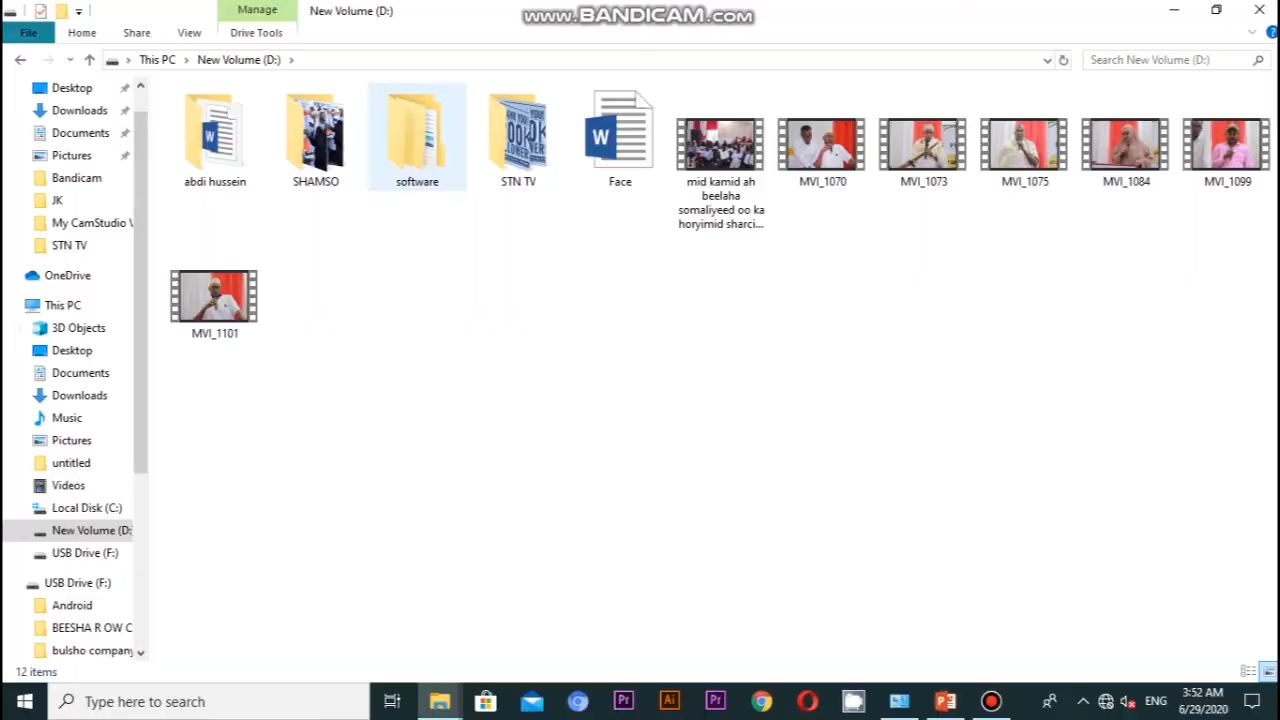 Manage
New Volume (D:)
www.BANDICAM.com
File
Home
Share
View
Drive Tools
This PC
New Volume (D:)
Search New Volume (D:)
Desktop
Downloads
Documents
Pictures
Bandicam
JK
My CamStudio
STN TV
OneDrive
This PC
3D Objects
Desktop
Documents
Downloads
Music
Pictures
untitled
Videos
Local Disk (C:)
New Volume (D:
USB Drive (F:)
USB Drive (F:)
Android
BEESHA R OW C
bulsho company
abdi hussein
SHAMSO
software
STN TV
Face
mid kamid ah
beelaha
somaliyeed oo ka
horyimid sharci...
MVI_1070
MVI_1073
MVI_1075
MVI_1084
MVI_1099
MVI_1101
12 items
Type here to search
ENG
3:52 AM
6/29/2020